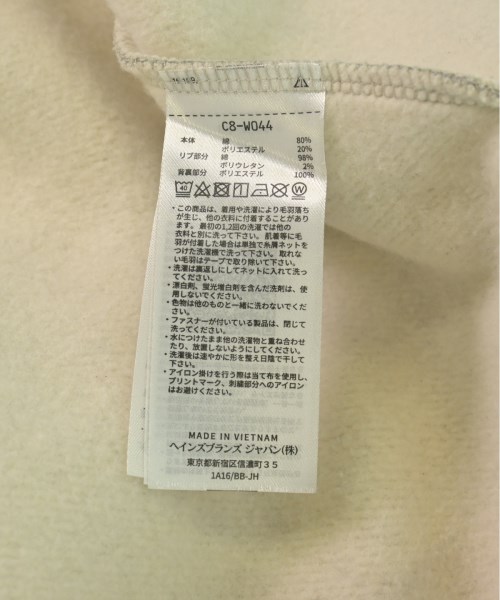 C8-W044
本体 綿 80%
ポリエステル 20%
リブ部分 綿 98%
ポリウレタン 2%
背裏部分 ポリエステル 100%
40 W
・この商品は、着用や洗濯により毛羽落ち
が生じ、他の衣料に付着することがあり
ます。最初の1,2回の洗濯では他の
衣料と別に洗って下さい。肌着等に毛
羽が付着した場合は単独で糸屑ネットを
つけた洗濯機で洗って下さい。取れな
い毛羽はテープで取り除いて下さい。
・洗濯は裏返しにしてネットに入れて洗っ
てください。
・漂白剤、蛍光増白剤を含んだ洗剤は、使
用しないでください。
・色物は他のものと一緒に洗わないでくだ
さい。
・ファスナーが付いている製品は、閉じて
洗ってください。
・水につけたまま他の洗濯物と重ね合わせ
たり、放置しないようにしてください。
・洗濯後は速やかに形を整え日陰で干して
下さい。
・アイロン掛けを行う際は当て布を使用し、
プリントマーク、刺繍部分へのアイロン
はお避けください。
MADE IN VIETNAM
ヘインズブランズ ジャパン(株)
東京都新宿区信濃町35
1A16/BB-JH